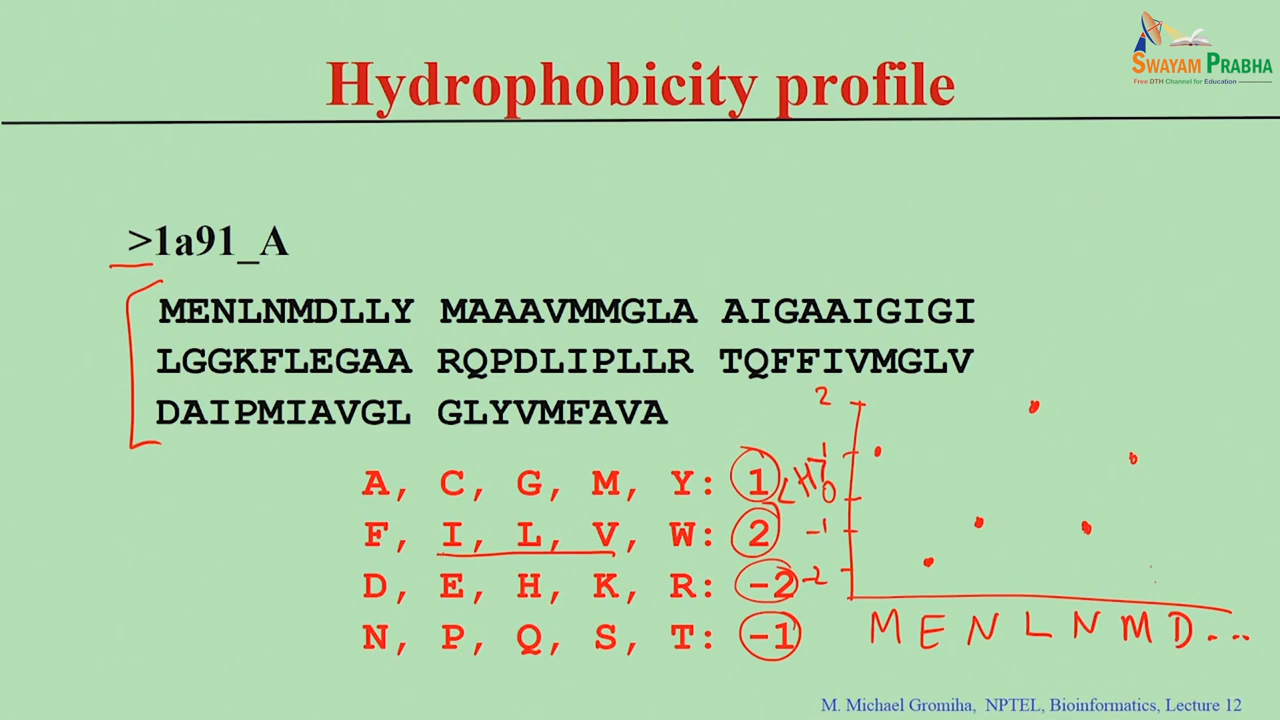 SWAYAM PRABHA
Free DTH Channel for Education
Hydrophobicity profile
>1a91_A
MENLNMDLLY MAAAVMMGLA AIGAAIGIGI
LGGKFLEGAA RQPDLIPLLR TQFFIVMGLV
DAIPMIAVGL GLYVMFAVA
A, C, G, M, Y: 1
F, I, L, V, W: 2
D, E, H, K, R: -2
N, P, Q, S, T: -1
<H>
2
1
0
-1
-2
M E N L N M D...
M. Michael Gromiha, NPTEL, Bioinformatics, Lecture 12